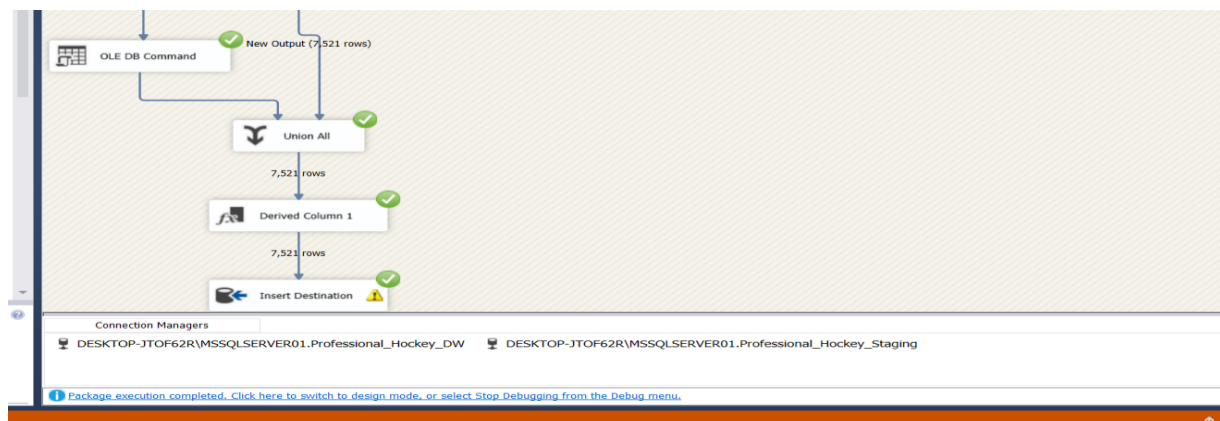 OLE DB Command
New Output (7,521 rows)
Union All
7,521 rows
Derived Column 1
7,521 rows
Insert Destination
Connection Managers
DESKTOP-JTOF62R\MSSQLSERVER01.Professional_Hockey_DW DESKTOP-JTOF62R\MSSQLSERVER01.Professional_Hockey_Staging
Package execution completed. Click here to switch to design mode, or select Stop Debugging from the Debug menu.